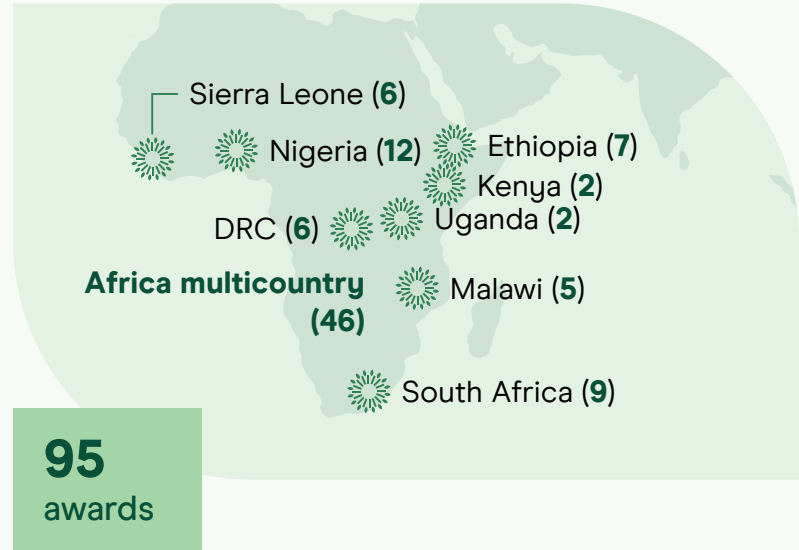 Sierra Leone (6)
Nigeria (12)
Ethiopia (7)
Kenya (2)
Uganda (2)
DRC (6)
Africa multicountry
(46)
Malawi (5)
South Africa (9)
95
awards